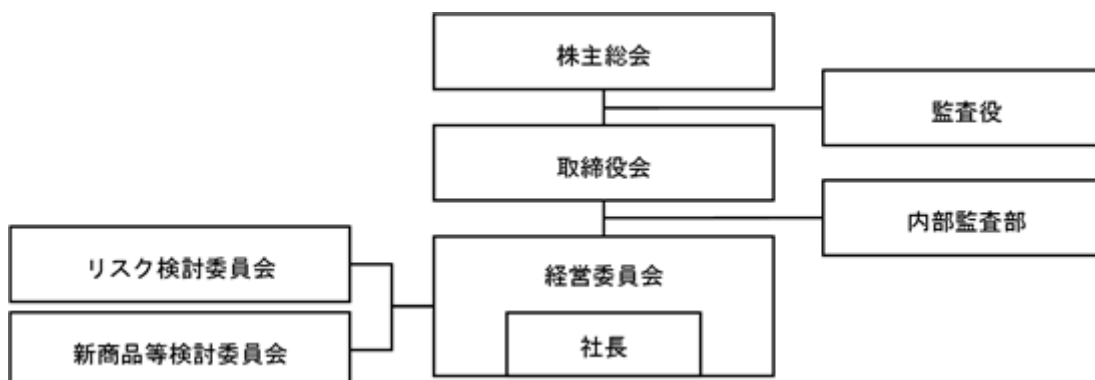 株主総会
監査役
取締役会
内部監査部
リスク検討委員会
経営委員会
社長
新商品等検討委員会